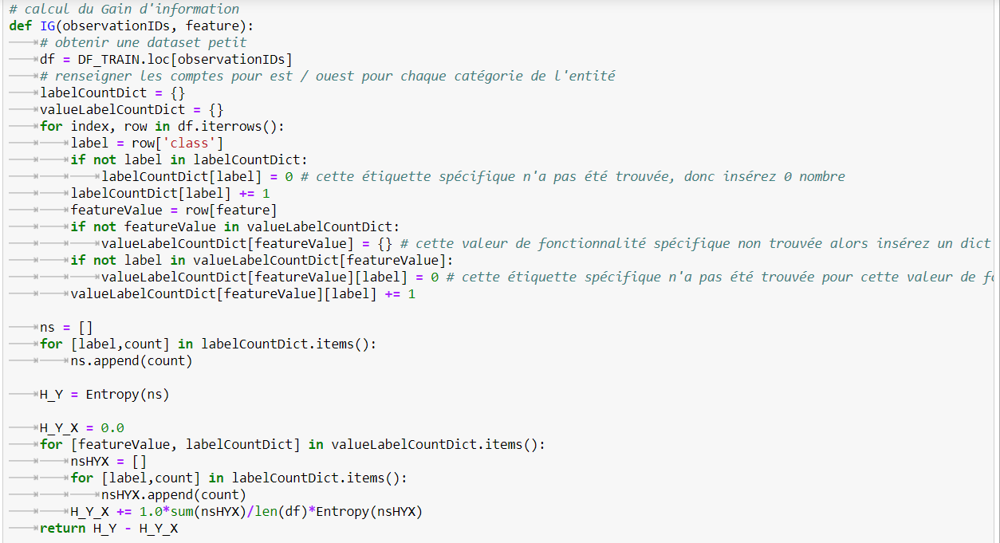 # calcul du Gain d'information
def IG(observationIDs, feature):
# obtenir une dataset petit
df = DF_TRAIN.loc[observationIDs]
# renseigner les comptes pour est / ouest pour chaque catégorie de l'entité
labelCountDict = {}
valueLabelCountDict = {}
for index, row in df.iterrows():
label = row['class']
if not label in labelCountDict:
labelCountDict[label] = 0 # cette étiquette spécifique n'a pas été trouvée, donc insérez 0 nombre
labelCountDict[label] += 1
featureValue = row[feature]
if not featureValue in valueLabelCountDict:
valueLabelCountDict[featureValue] = {} # cette valeur de fonctionnalité spécifique non trouvée alors insérez un dict
if not label in valueLabelCountDict[featureValue]:
valueLabelCountDict[featureValue][label] = 0 # cette étiquette spécifique n'a pas été trouvée pour cette valeur de
valueLabelCountDict[featureValue][label] += 1
ns = []
for [label,count] in labelCountDict.items():
ns.append(count)
H_Y = Entropy(ns)
H_Y_X = 0.0
for [featureValue, labelCountDict] in valueLabelCountDict.items():
nsHYX = []
for [label,count] in labelCountDict.items():
nsHYX.append(count)
H_Y_X += 1.0*sum(nsHYX)/len(df)*Entropy(nsHYX)
return H_Y - H_Y_X